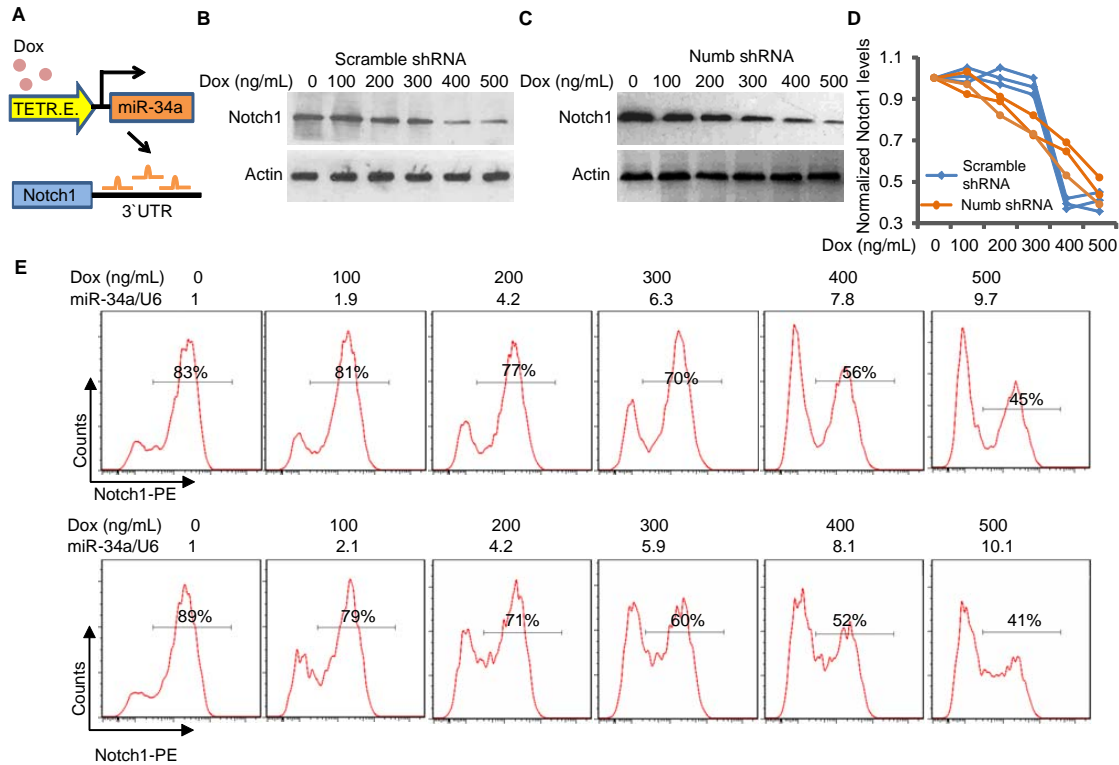 A
Dox
TETR.E.
miR-34a
Notch1
3`UTR
B
Scramble shRNA
Dox (ng/mL) 0 100 200 300 400 500
Notch1
Actin
C
Numb shRNA
Dox (ng/mL) 0 100 200 300 400 500
Notch1
Actin
D
Normalized Notch1 levels
1.1
0.9
0.7
0.5
0.3
Scramble
shRNA
Numb shRNA
Dox (ng/mL) 0 100 200 300 400 500
E
Dox (ng/mL) 0 100 200 300 400 500
miR-34a/U6 1 1.9 4.2 6.3 7.8 9.7
83% 81% 77% 70% 56% 45%
Counts
Notch1-PE
Dox (ng/mL) 0 100 200 300 400 500
miR-34a/U6 1 2.1 4.2 5.9 8.1 10.1
89% 79% 71% 60% 52% 41%
Counts
Notch1-PE